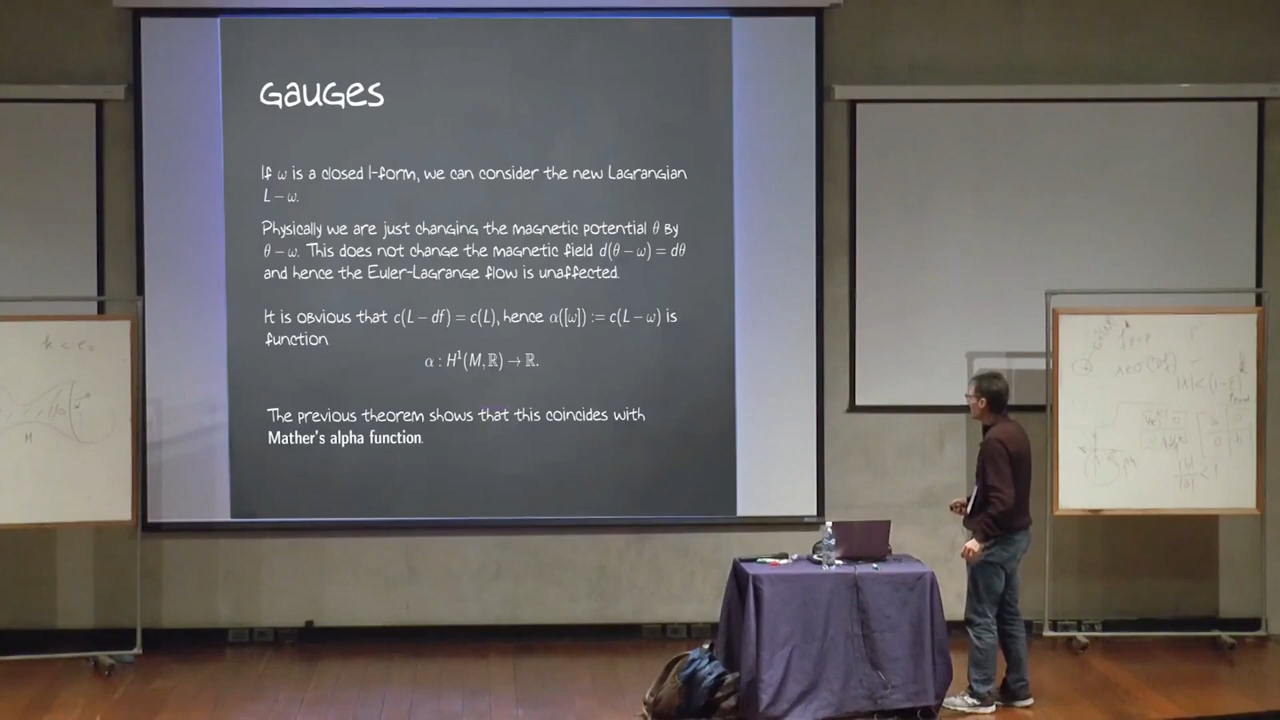 Gauges
If ω is a closed 1-form, we can consider the new Lagrangian
L − ω.
Physically we are just changing the magnetic potential θ by
θ − ω. This does not change the magnetic field d(θ − ω) = dθ
and hence the Euler-Lagrange flow is unaffected.
It is obvious that c(L − df) = c(L), hence α([ω]) := c(L − ω) is
function
α : H¹(M, ℝ) → ℝ.
The previous theorem shows that this coincides with
Mather's alpha function.
M